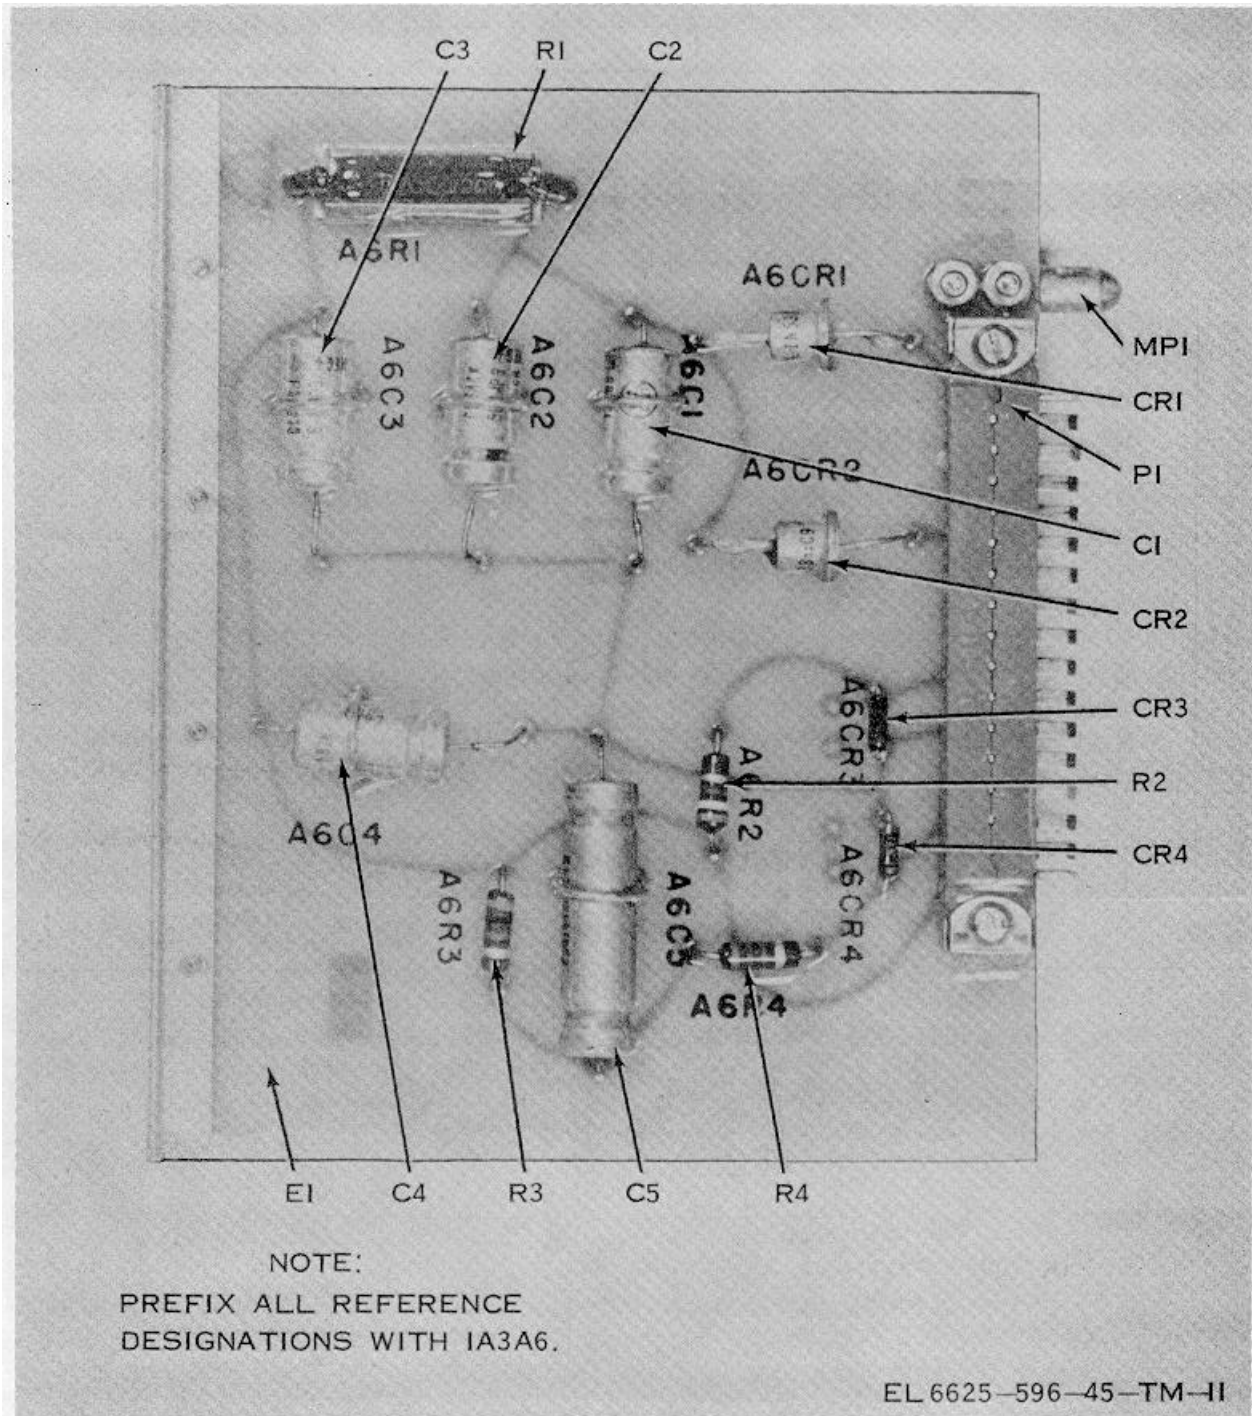 C3
R1
C2
A6R1
A6CR1
MP1
A6C3
A6C2
A6C1
CR1
P1
A6CR2
C1
CR2
A6CR3
CR3
A6R2
R2
A6C4
CR4
A6R3
A6C5
A6CR4
A6R4
E1
C4
R3
C5
R4
NOTE:
PREFIX ALL REFERENCE
DESIGNATIONS WITH 1A3A6.
EL 6625-596-45-TM-11